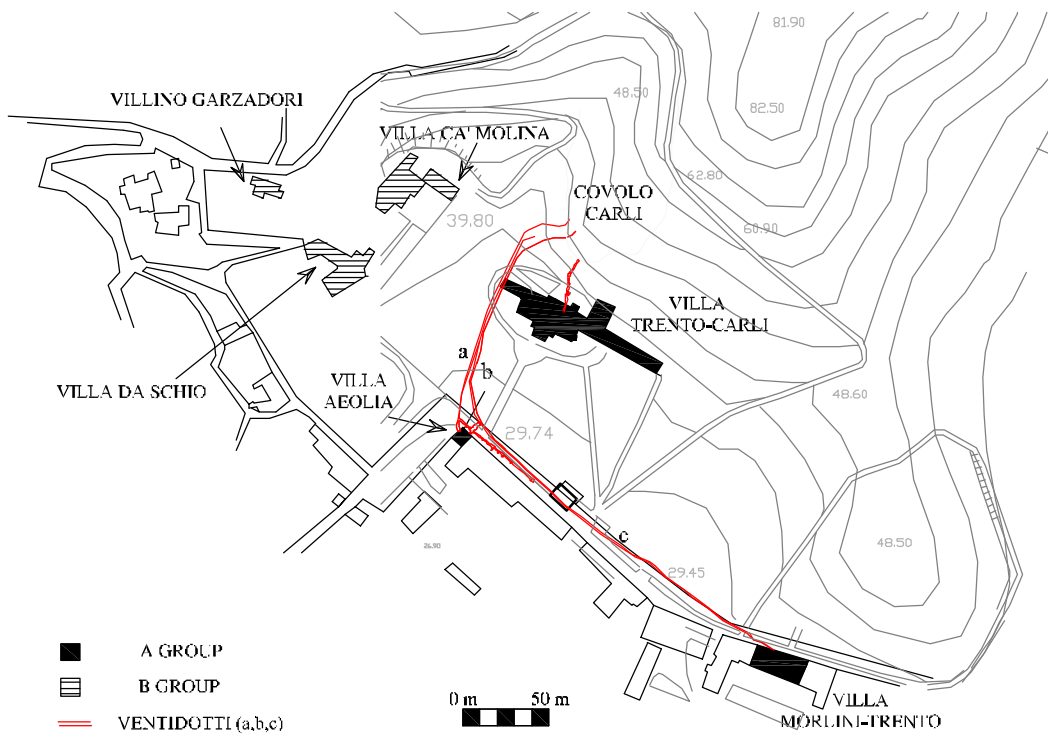 81.90
VILLINO GARZADORI
48.50
82.50
VILLA CA' MOLINA
62.80
COVOLO
CARLI
39.80
60.90
VILLA
TRENTO-CARLI
a
b
VILLA
AEOLIA
VILLA DA SCHIO
48.60
29.74
c
48.50
26.90
29.45
A GROUP
B GROUP
0 m 50 m
VILLA
MORLINI-TRENTO
VENTIDOTTI (a,b,c)